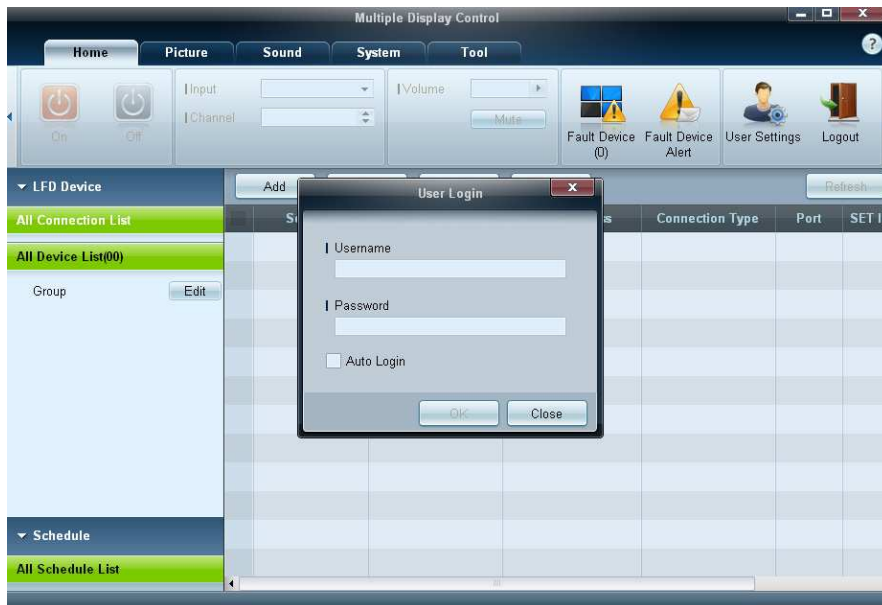 Multiple Display Control
Home Picture Sound System Tool
Input
Channel
Volume
Mute
On Off
Fault Device
(0)
Fault Device
Alert
User Settings
Logout
LFD Device
Add
Refresh
User Login
All Connection List
Connection Type Port SET I
All Device List(00)
Group Edit
Username
Password
Auto Login
OK Close
Schedule
All Schedule List